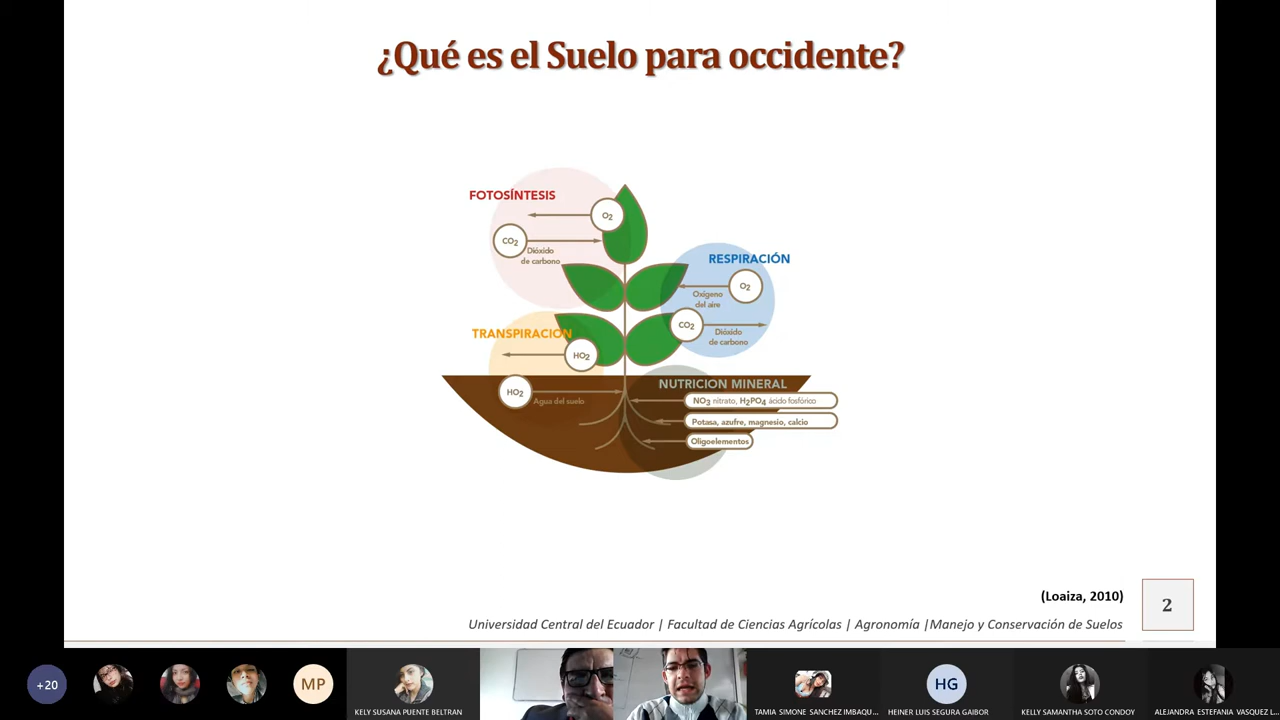 ¿Qué es el Suelo para occidente?
FOTOSÍNTESIS
O2
CO2
Dióxido
de carbono
RESPIRACIÓN
O2
Oxigeno
del aire
CO2
Dióxido
de carbono
TRANSPIRACION
HO2
HO2
Agua del suelo
NUTRICION MINERAL
NO3 nitrato, H2PO4 ácido fosfórico
Potasa, azufre, magnesio, calcio
Oligoelementos
(Loaiza, 2010)
2
Universidad Central del Ecuador | Facultad de Ciencias Agrícolas | Agronomía |Manejo y Conservación de Suelos
+20
MP
HG
KELY SUSANA PUENTE BELTRAN
TAMIA SIMONE SANCHEZ IMBAQU...
HEINER LUIS SEGURA GAIBOR
KELLY SAMANTHA SOTO CONDOY
ALEJANDRA ESTEFANIA VASQUEZ L...